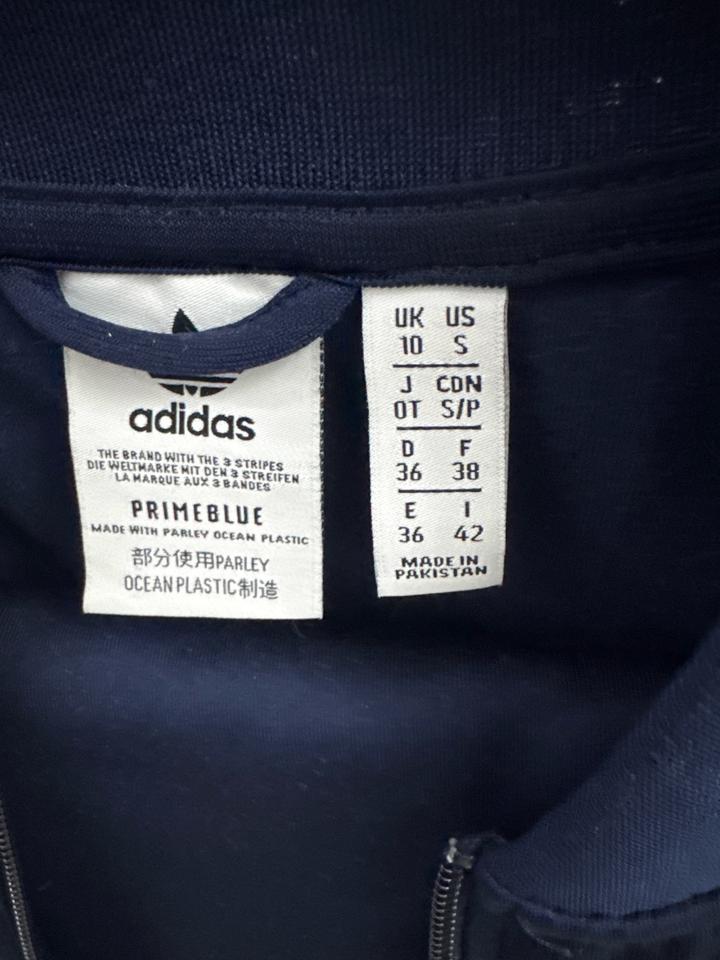 adidas
THE BRAND WITH THE 3 STRIPES
DIE WELTMARKE MIT DEN 3 STREIFEN
LA MARQUE AUX 3 BANDES
PRIMEBLUE
MADE WITH PARLEY OCEAN PLASTIC
部分使用PARLEY
OCEAN PLASTIC制造
UK US
10 S
J CDN
OT S/P
D F
36 38
E I
36 42
MADE IN
PAKISTAN